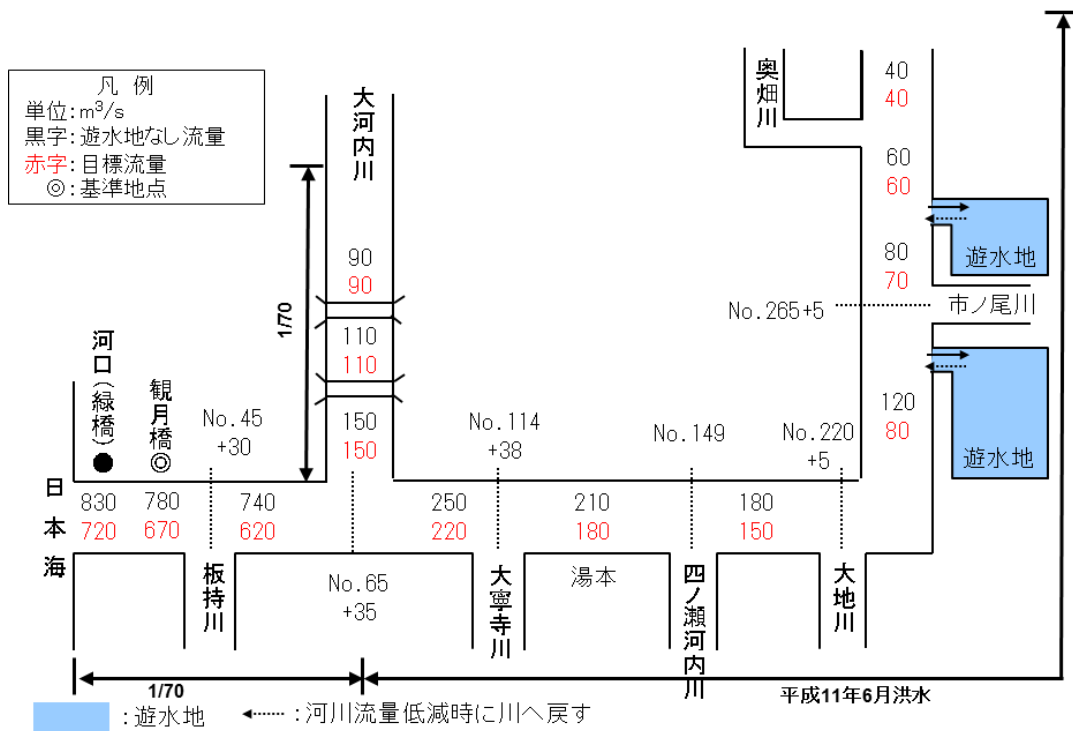 凡 例
単位:m³/s
黒字:遊水地なし流量
赤字:目標流量
◎:基準地点
大河内川
奥畑川
40
40
60
60
遊水地
80
70
No.265+5
市ノ尾川
90
90
1/70
110
110
120
80
遊水地
150
150
河口(緑橋)●
観月橋◎
No.45
+30
No.114
+38
No.149
No.220
+5
日本海
830
720
780
670
740
620
250
220
210
180
180
150
板持川
No.65
+35
大寧寺川
湯本
四ノ瀬河内川
大地川
1/70
平成11年6月洪水
:遊水地
:河川流量低減時に川へ戻す